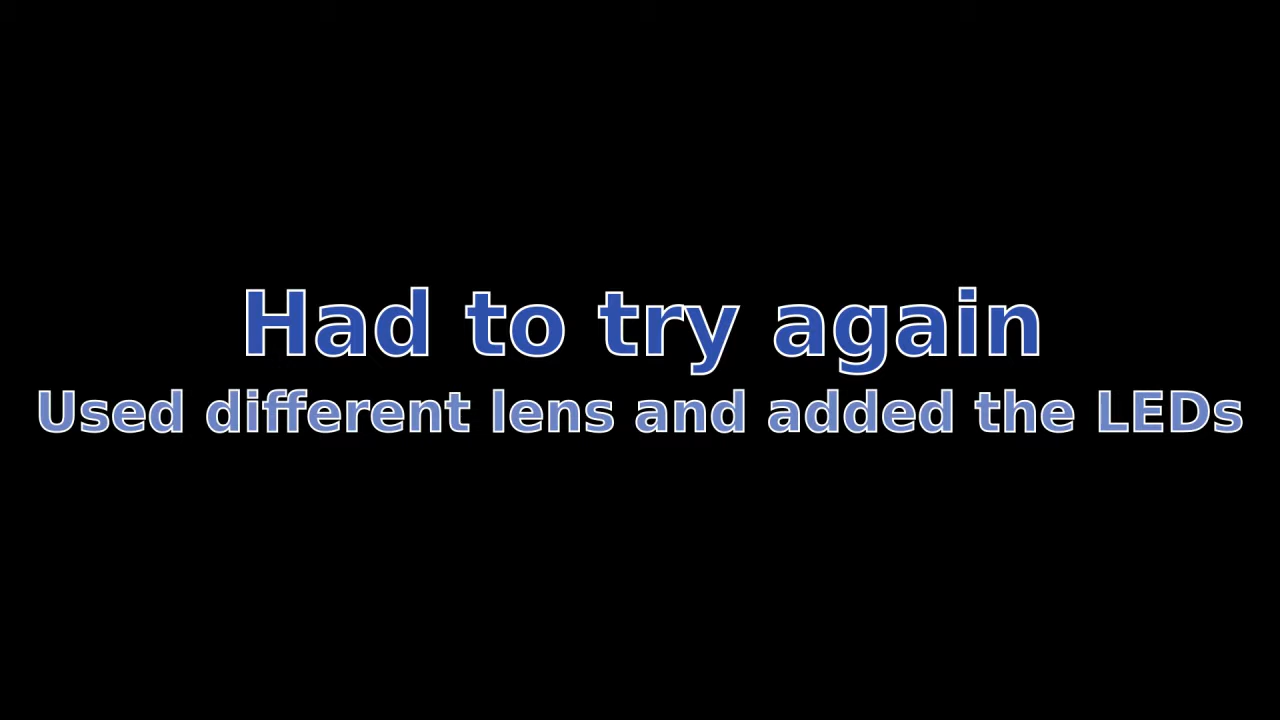 Had to try again
Used different lens and added the LEDs